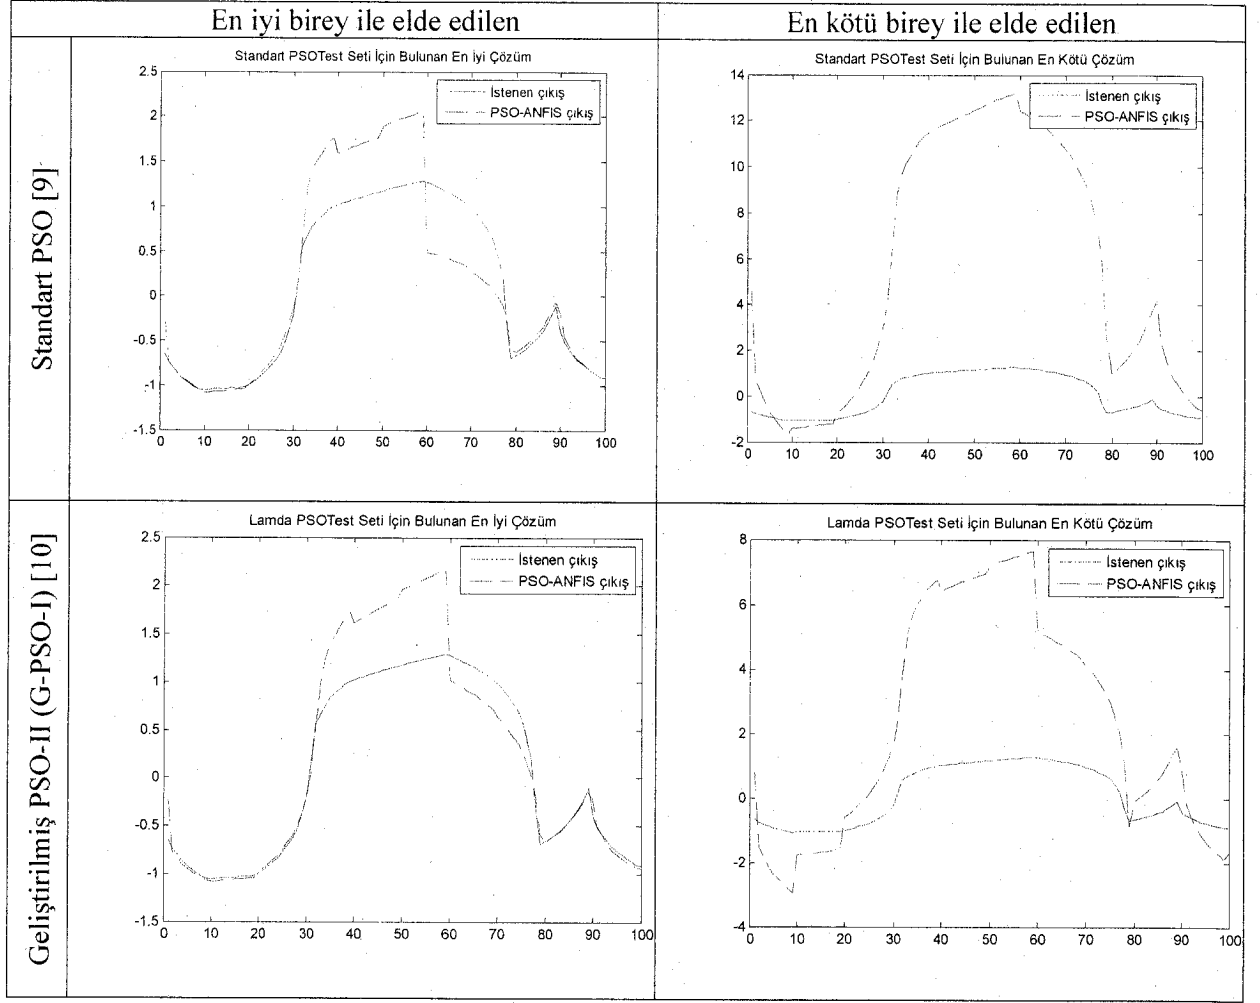 En iyi birey ile elde edilen
En kötü birey ile elde edilen
Standart PSO [9]
Standart PSOTest Seti İçin Bulunan En İyi Çözüm
İstenen çıkış
PSO-ANFIS çıkış
2.5
2
1.5
1
0.5
0
-0.5
-1
-1.5
0 10 20 30 40 50 60 70 80 90 100
Standart PSOTest Seti İçin Bulunan En Kötü Çözüm
İstenen çıkış
PSO-ANFIS çıkış
14
12
10
8
6
4
2
0
-2
0 10 20 30 40 50 60 70 80 90 100
Geliştirilmiş PSO-II (G-PSO-I) [10]
Lamda PSOTest Seti İçin Bulunan En İyi Çözüm
İstenen çıkış
PSO-ANFIS çıkış
2.5
2
1.5
1
0.5
0
-0.5
-1
-1.5
0 10 20 30 40 50 60 70 80 90 100
Lamda PSOTest Seti İçin Bulunan En Kötü Çözüm
İstenen çıkış
PSO-ANFIS çıkış
8
6
4
2
0
-2
-4
0 10 20 30 40 50 60 70 80 90 100